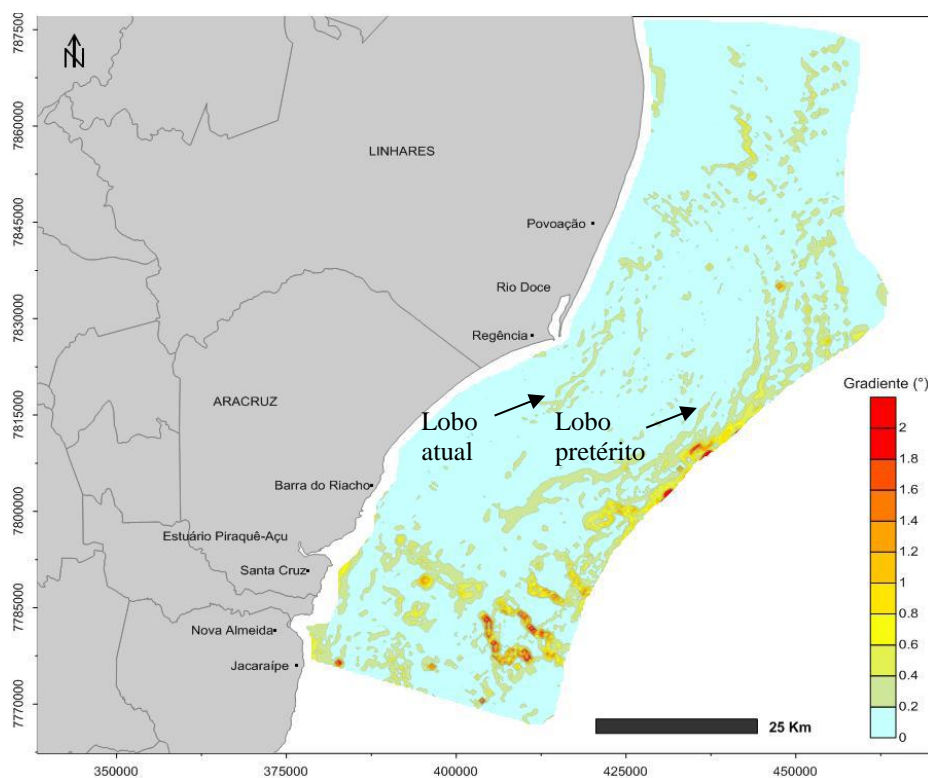 787500
7860000
7845000
7830000
7815000
7800000
7785000
7770000
N
LINHARES
Povoação
Rio Doce
Regência
ARACRUZ
Lobo
atual
Lobo
pretérito
Barra do Riacho
Estuário Piraquê-Açu
Santa Cruz
Nova Almeida
Jacaraípe
Gradiente (°)
2
1.8
1.6
1.4
1.2
1
0.8
0.6
0.4
0.2
0
25 Km
350000
375000
400000
425000
450000